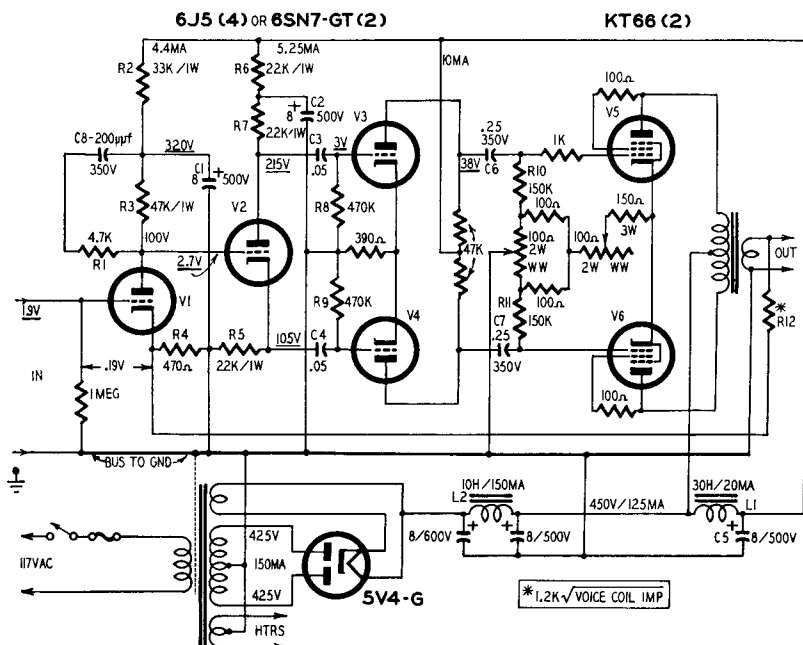 6J5 (4) OR 6SN7-GT (2)
KT66 (2)
4.4MA
R2
33K/1W
5.25MA
R6
22K/1W
10MA
100Ω
V5
C8-200μμf
350V
320V
C1
8
+
500V
R7
22K/1W
+
C2
8
500V
C3
.05
V3
3V
.25
350V
38V
C6
1K
R3
47K/1W
215V
V2
R8
470K
R10
150K
100Ω
150Ω
3W
4.7K
R1
100V
2.7V
390Ω
47K
100Ω
2W
WW
100Ω
2W
WW
OUT
1.9V
V1
R9
470K
V4
R11
150K
100Ω
V6
*
R12
R4
470Ω
R5
22K/1W
105V
C4
.05
C7
.25
350V
.19V
IN
1 MEG
100Ω
BUS TO GND
10H/150MA
L2
450V/125MA
30H/20MA
L1
+
8/600V
+
8/500V
+
C5
8/500V
117VAC
425V
150MA
425V
5V4-G
HTRS
*1.2K√VOICE COIL IMP